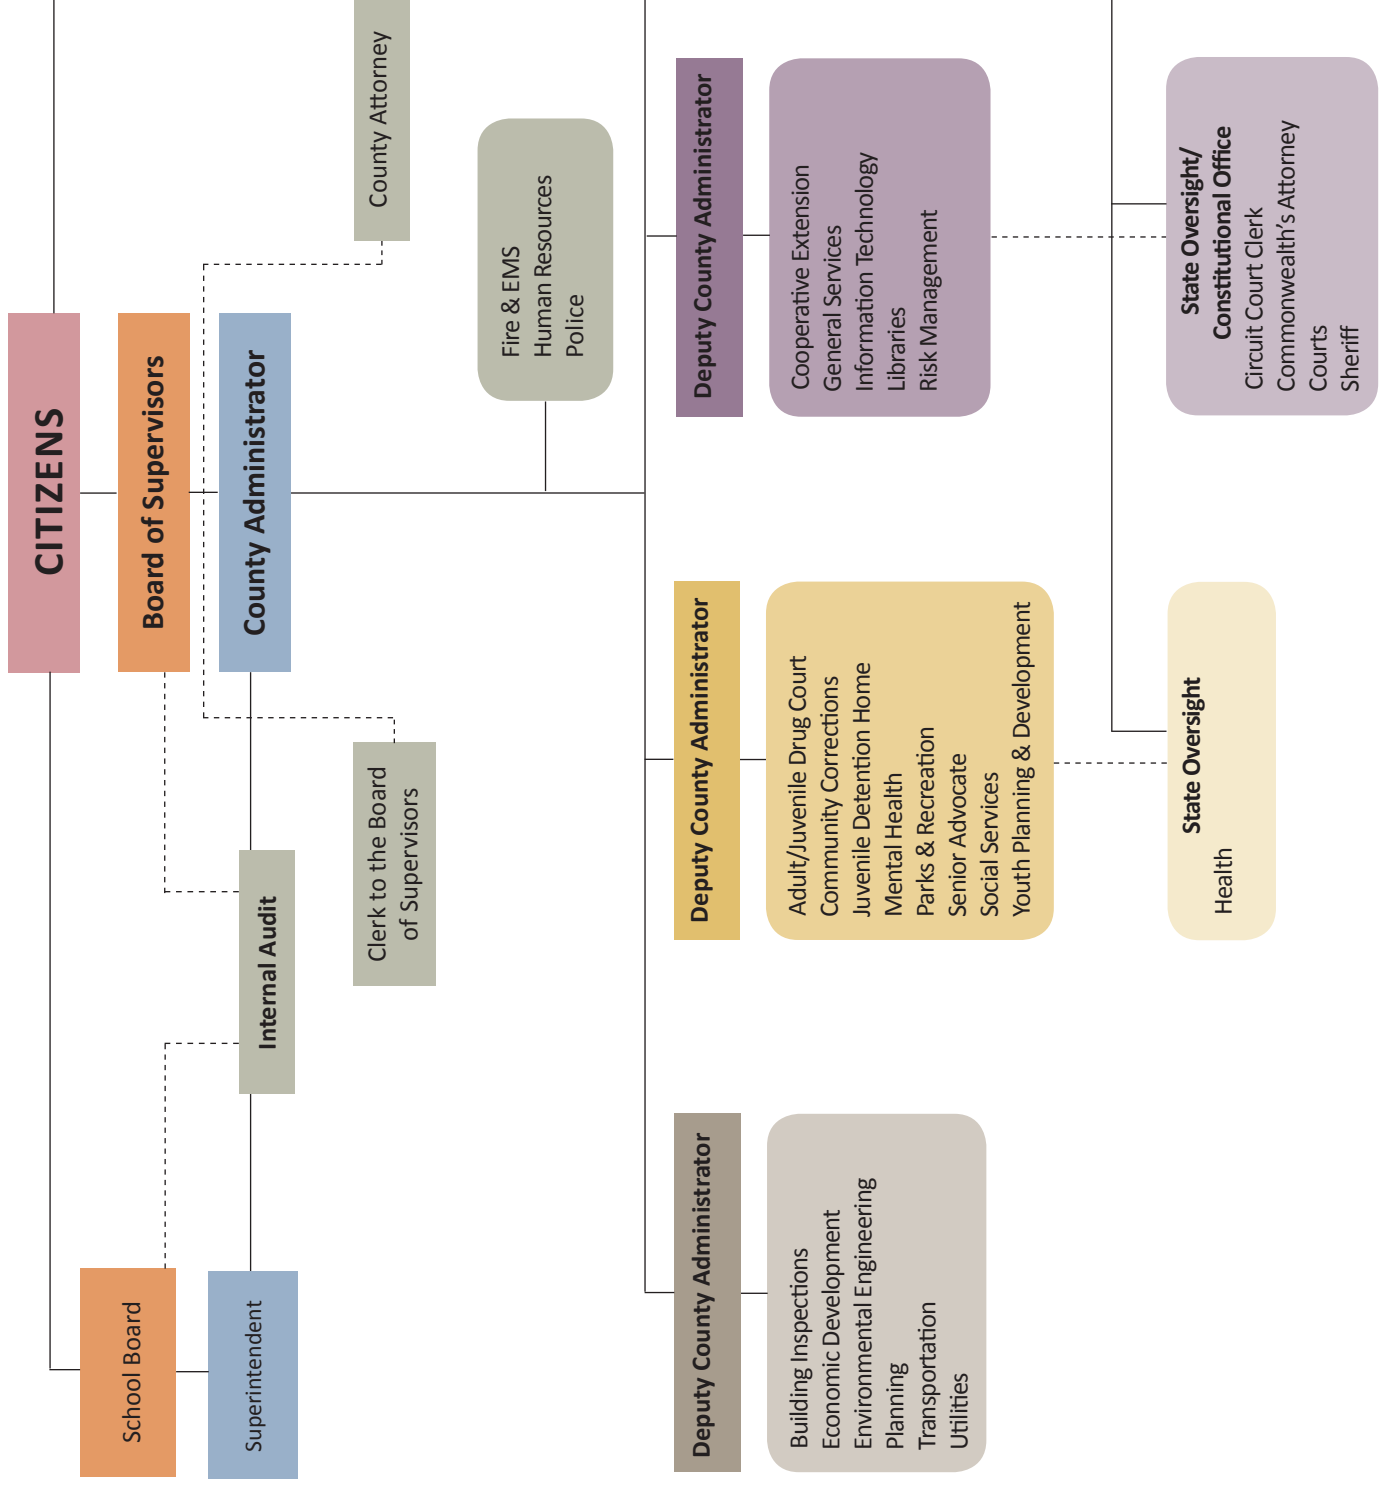 CITIZENS
Board of Supervisors
County Administrator
School Board
Superintendent
Internal Audit
Clerk to the Board
of Supervisors
County Attorney
Fire & EMS
Human Resources
Police
Deputy County Administrator
Building Inspections
Economic Development
Environmental Engineering
Planning
Transportation
Utilities
Deputy County Administrator
Adult/Juvenile Drug Court
Community Corrections
Juvenile Detention Home
Mental Health
Parks & Recreation
Senior Advocate
Social Services
Youth Planning & Development
Deputy County Administrator
Cooperative Extension
General Services
Information Technology
Libraries
Risk Management
State Oversight
Health
State Oversight/
Constitutional Office
Circuit Court Clerk
Commonwealth's Attorney
Courts
Sheriff